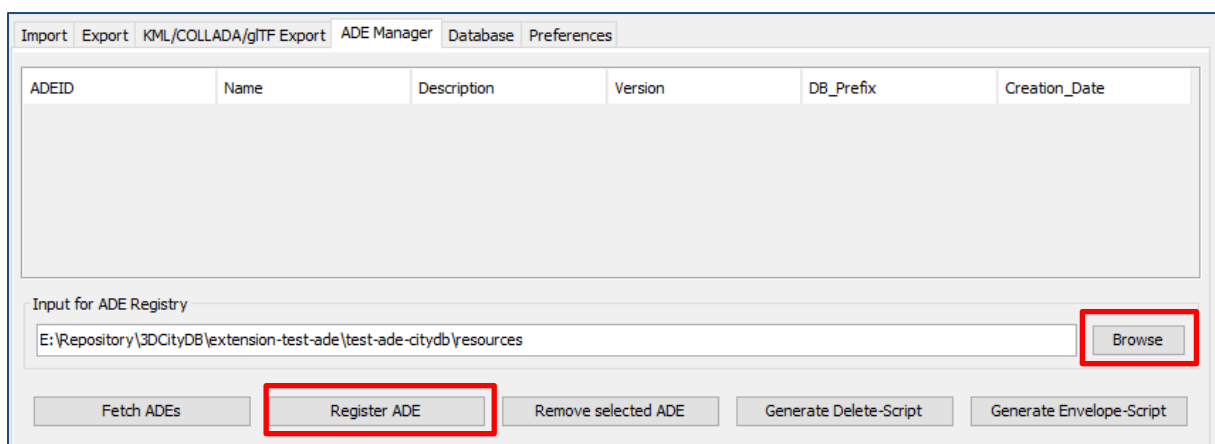 Import Export KML/COLLADA/glTF Export ADE Manager Database Preferences
ADEID Name Description Version DB_Prefix Creation_Date
Input for ADE Registry
E:\Repository\3DCityDB\extension-test-ade\test-ade-citydb\resources Browse
Fetch ADEs Register ADE Remove selected ADE Generate Delete-Script Generate Envelope-Script